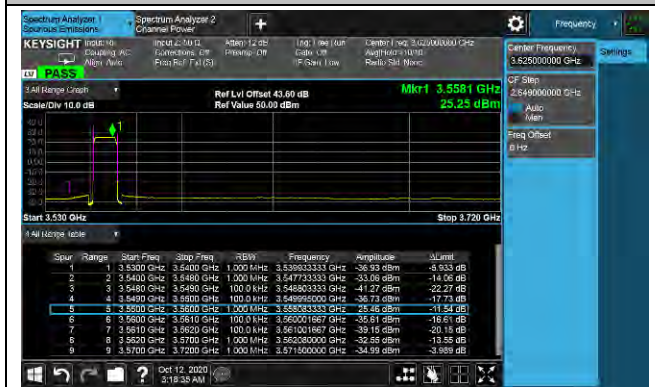 Spectrum Analyzer 1
Spurious Emissions
Spectrum Analyzer 2
Channel Power
Frequency
KEYSIGHT Input: RF
Coupling: AC
Align: Auto
Input Z: 50 Ω
Corrections: Off
Freq Ref: Ext (S)
Atten: 12 dB
Preamp: Off
Trig: Free Run
Gate: Off
IF Gain: Low
Center Freq: 3.625000000 GHz
Avg|Hold: 10/10
Radio Std: None
PASS
Center Frequency
3.625000000 GHz
Settings
CF Step
2.649000000 GHz
Auto
Man
Freq Offset
0 Hz
3 All Range Graph
Scale/Div 10.0 dB
Ref Lvl Offset 43.60 dB
Ref Value 50.00 dBm
Mkr1 3.5581 GHz
25.25 dBm
1
Start 3.530 GHz
Stop 3.720 GHz
Spur Range Start Freq Stop Freq RBW Frequency Amplitude ΔLimit
1 1 3.5300 GHz 3.5400 GHz 1.000 MHz 3.539933333 GHz -36.93 dBm -6.933 dB
2 2 3.5400 GHz 3.5480 GHz 1.000 MHz 3.547733333 GHz -33.06 dBm -14.06 dB
3 3 3.5480 GHz 3.5490 GHz 100.0 kHz 3.548803333 GHz -41.27 dBm -22.27 dB
4 4 3.5490 GHz 3.5500 GHz 100.0 kHz 3.549995000 GHz -36.73 dBm -17.73 dB
5 5 3.5500 GHz 3.5600 GHz 1.000 MHz 3.558083333 GHz 25.46 dBm -11.54 dB
6 6 3.5600 GHz 3.5610 GHz 100.0 kHz 3.560001667 GHz -35.61 dBm -16.61 dB
7 7 3.5610 GHz 3.5620 GHz 100.0 kHz 3.561001667 GHz -39.15 dBm -20.15 dB
8 8 3.5620 GHz 3.5700 GHz 1.000 MHz 3.562080000 GHz -32.55 dBm -13.55 dB
9 9 3.5700 GHz 3.7200 GHz 1.000 MHz 3.571500000 GHz -34.99 dBm -3.989 dB
Oct 12, 2020
3:18:35 AM